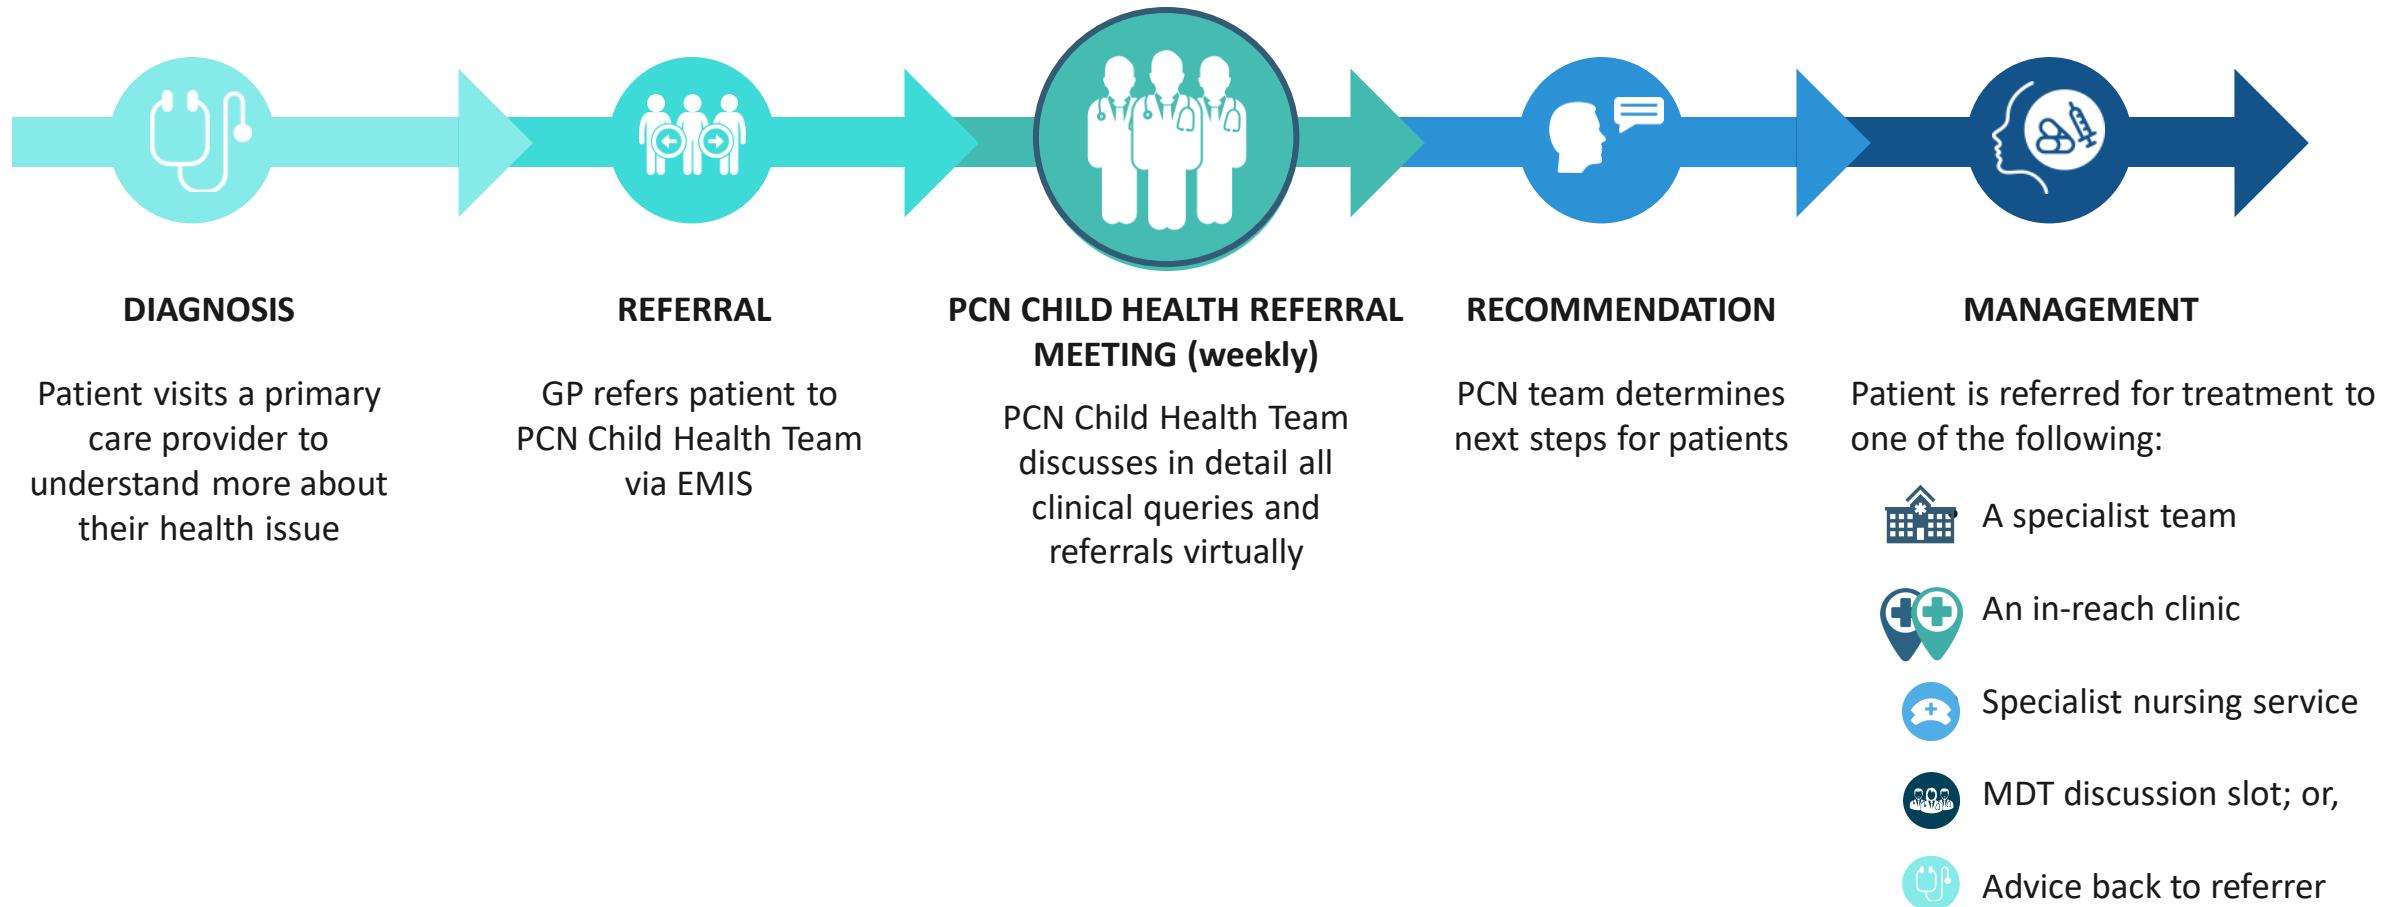 DIAGNOSIS
Patient visits a primary
care provider to
understand more about
their health issue
REFERRAL
GP refers patient to
PCN Child Health Team
via EMIS
PCN CHILD HEALTH REFERRAL
MEETING (weekly)
PCN Child Health Team
discusses in detail all
clinical queries and
referrals virtually
RECOMMENDATION
PCN team determines
next steps for patients
MANAGEMENT
Patient is referred for treatment to
one of the following:
A specialist team
An in-reach clinic
Specialist nursing service
MDT discussion slot; or,
Advice back to referrer